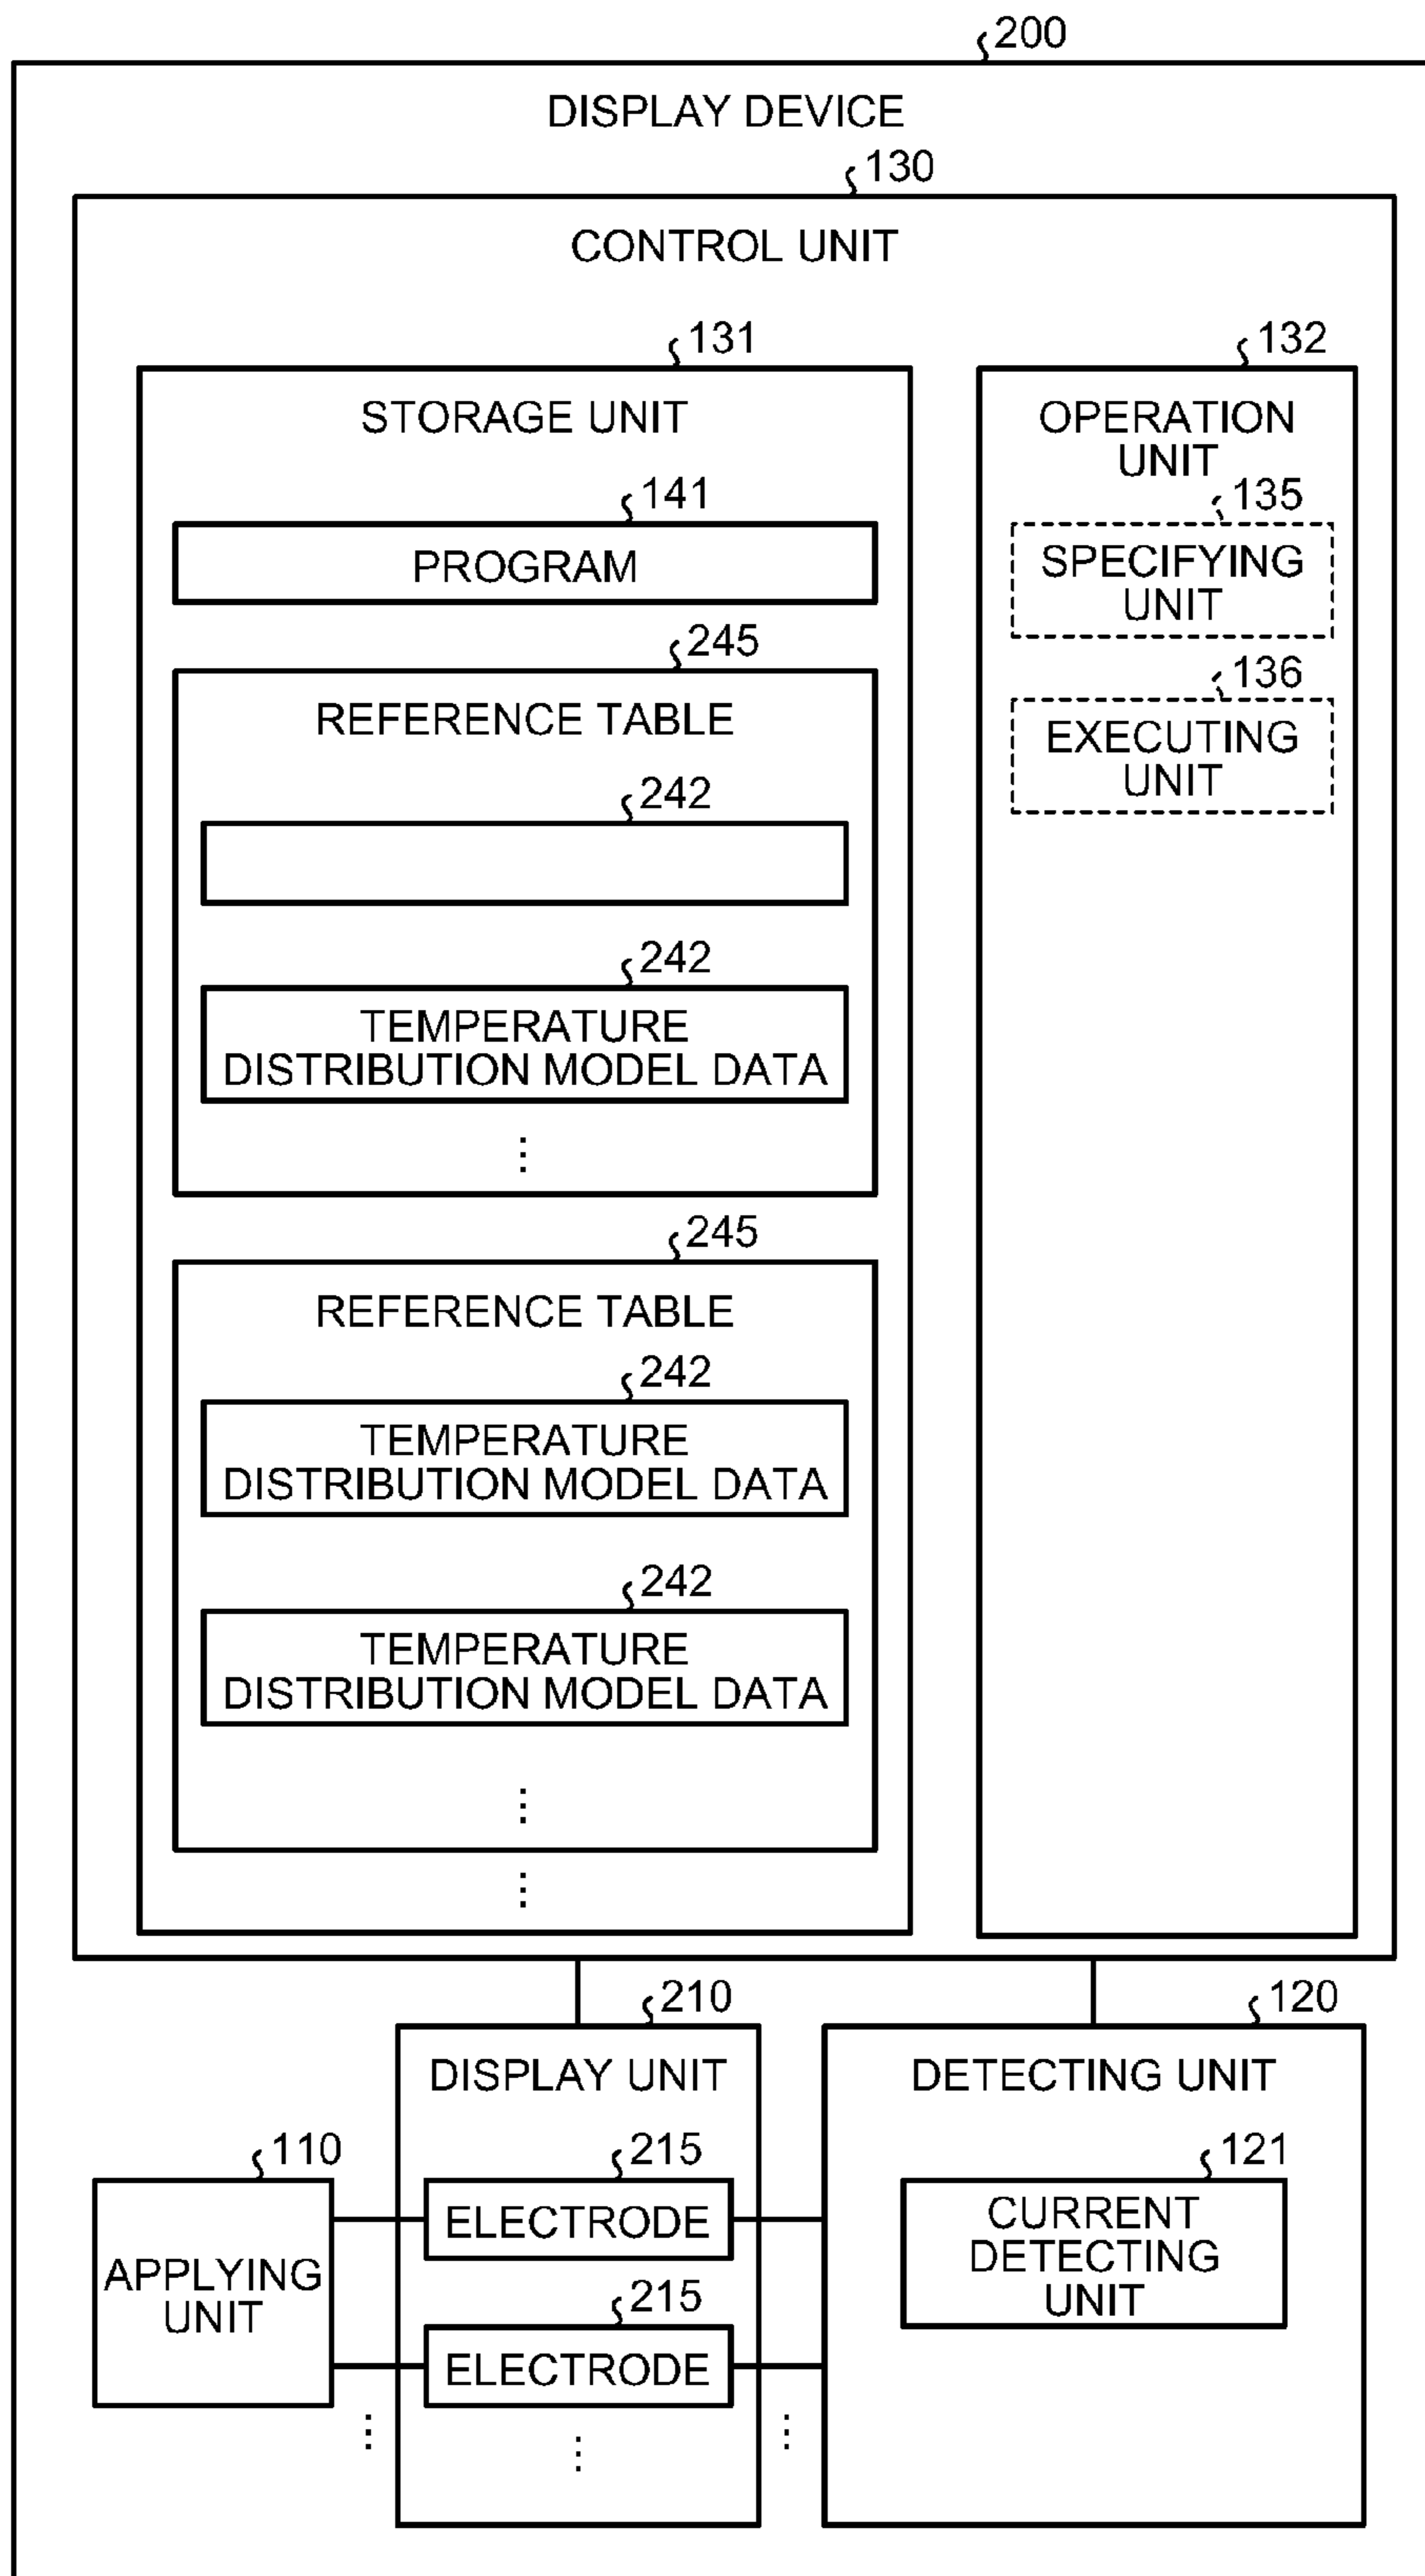 200
DISPLAY DEVICE
130
CONTROL UNIT
131
STORAGE UNIT
141
PROGRAM
245
REFERENCE TABLE
242
242
TEMPERATURE
DISTRIBUTION MODEL DATA
⋮
245
REFERENCE TABLE
242
TEMPERATURE
DISTRIBUTION MODEL DATA
242
TEMPERATURE
DISTRIBUTION MODEL DATA
⋮
⋮
132
OPERATION
UNIT
135
SPECIFYING
UNIT
136
EXECUTING
UNIT
110
APPLYING
UNIT
⋮
210
DISPLAY UNIT
215
ELECTRODE
215
ELECTRODE
⋮
⋮
120
DETECTING UNIT
121
CURRENT
DETECTING
UNIT